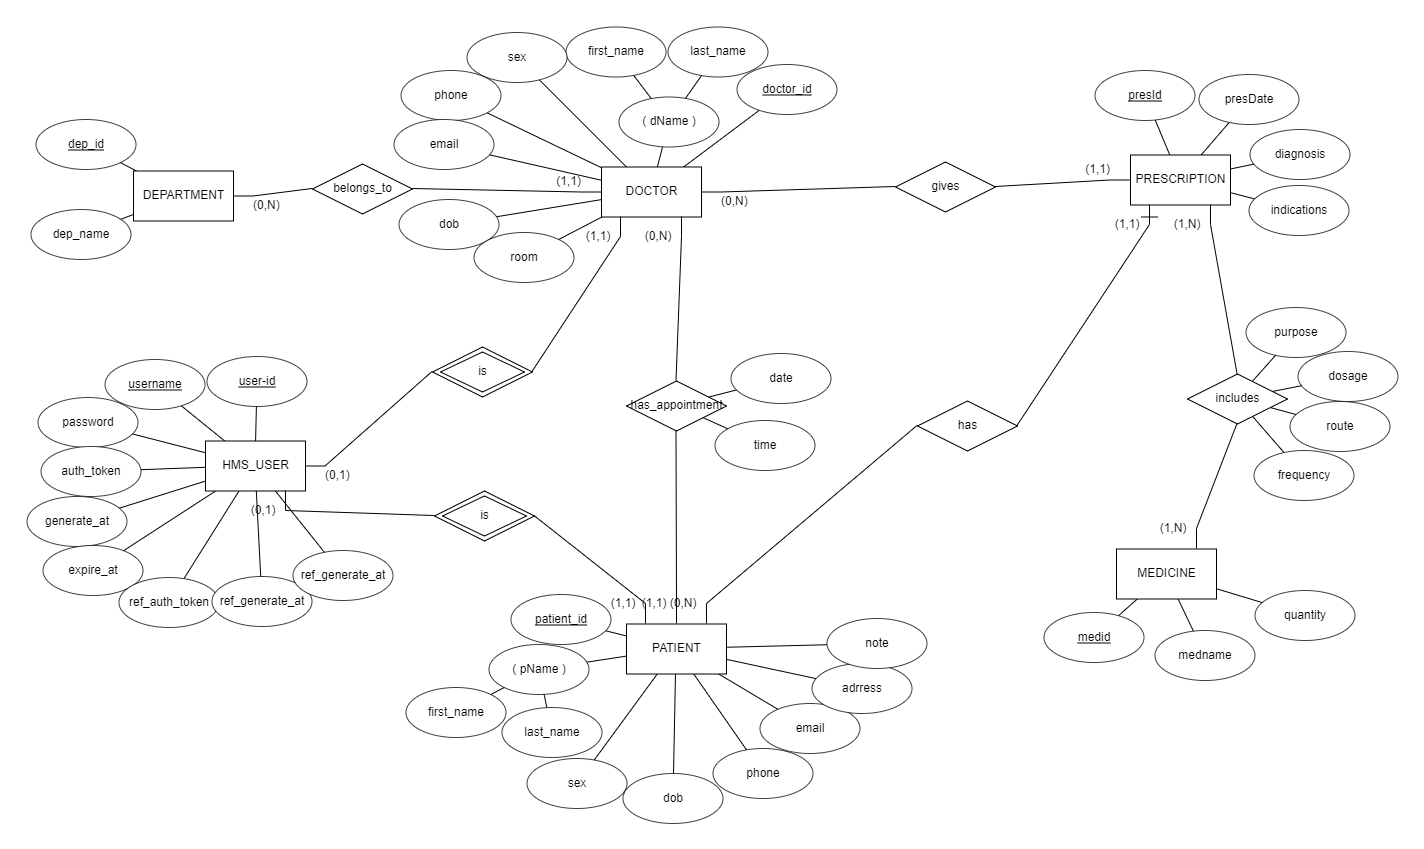 sex
first_name
last_name
phone
doctor_id
presId
presDate
( dName )
dep_id
email
diagnosis
DEPARTMENT
belongs_to
(1,1)
DOCTOR
gives
(1,1)
PRESCRIPTION
(0,N)
(0,N)
indications
dep_name
dob
(1,1)
(0,N)
(1,1)
(1,N)
room
purpose
is
username
user-id
date
dosage
password
has_appointment
includes
has
route
time
auth_token
HMS_USER
(0,1)
frequency
generate_at
(0,1)
is
(1,N)
expire_at
ref_auth_token
ref_generate_at
ref_generate_at
MEDICINE
(1,1)
(1,1)
(0,N)
patient_id
quantity
medid
PATIENT
note
medname
( pName )
adrress
first_name
last_name
email
sex
phone
dob